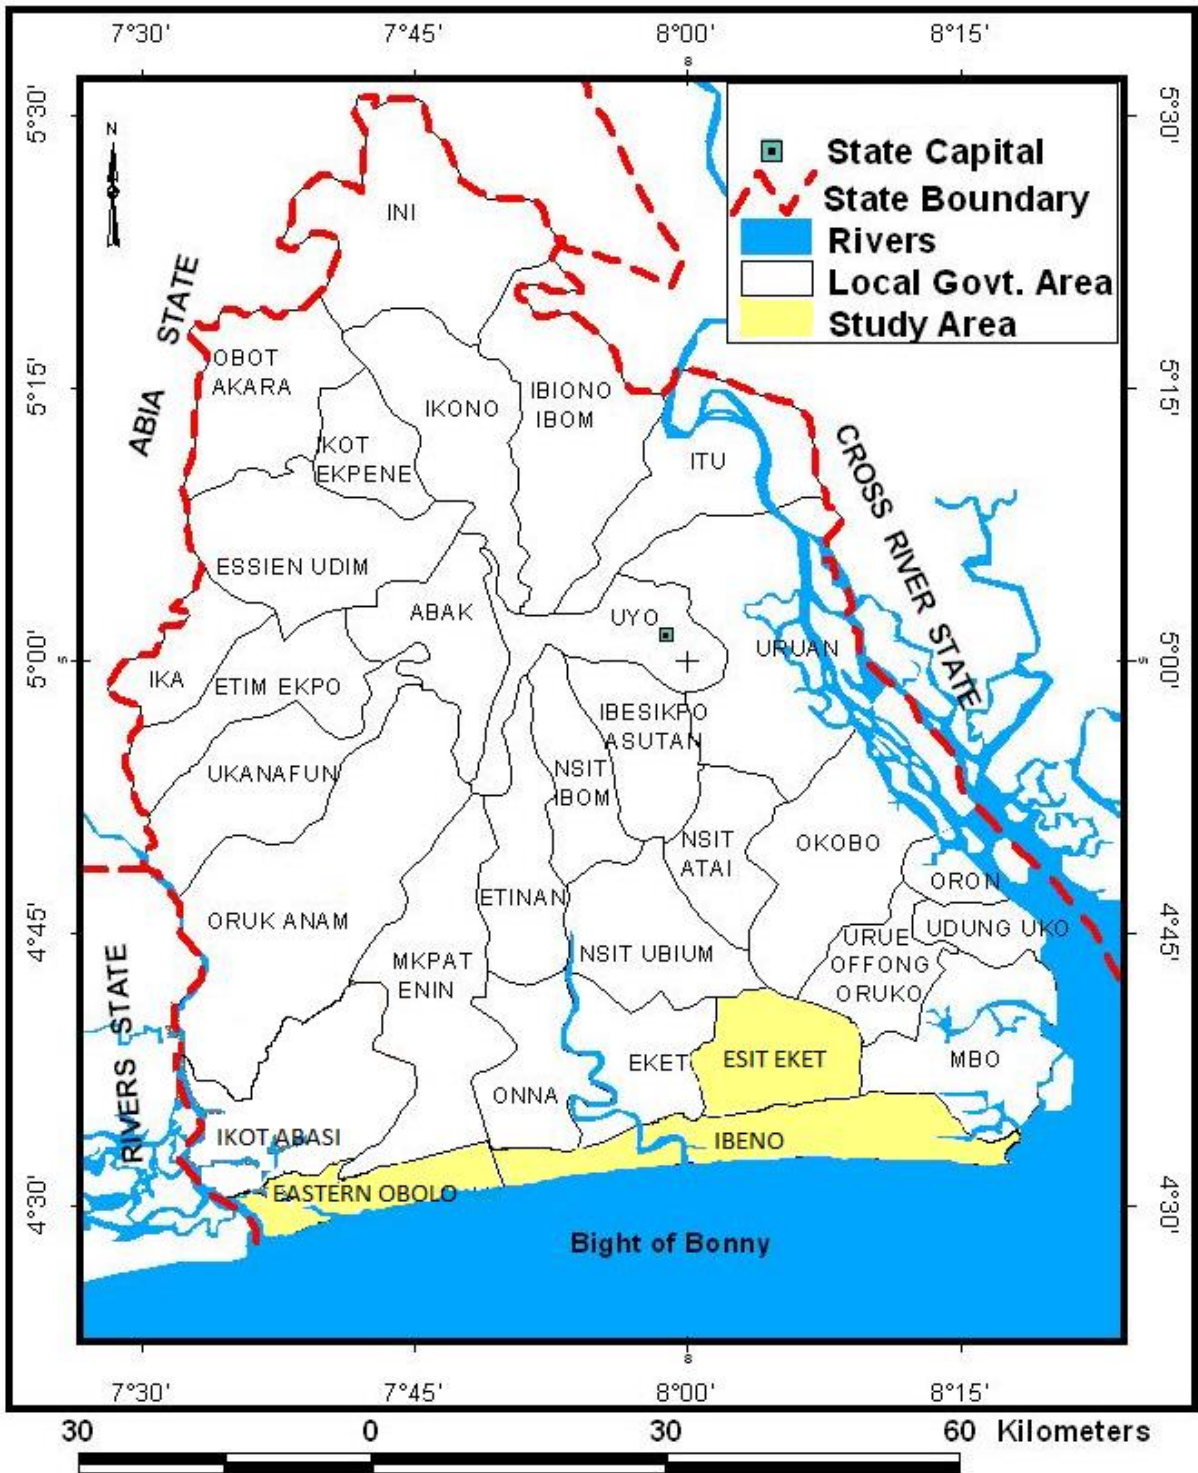 7°30'
7°45'
8°00'
8°15'
5°30'
5°30'
N
State Capital
State Boundary
Rivers
Local Govt. Area
Study Area
INI
ABIA STATE
OBOT
AKARA
5°15'
5°15'
IKONO
IBIONO
IBOM
IKOT
EKPENE
ITU
CROSS RIVER STATE
ESSIEN UDIM
ABAK
UYO
URUAN
5°00'
5°00'
IKA
ETIM EKPO
IBESIKPO
ASUTAN
UKANAFUN
NSIT
IBOM
NSIT
ATAI
OKOBO
ORON
ETINAN
ORUK ANAM
UDUNG UKO
4°45'
4°45'
RIVERS STATE
MKPAT
ENIN
NSIT UBIUM
URUE
OFFONG
ORUKO
EKET
ESIT EKET
MBO
ONNA
IKOT ABASI
IBENO
EASTERN OBOLO
4°30'
4°30'
Bight of Bonny
7°30'
7°45'
8°00'
8°15'
30
0
30
60
Kilometers